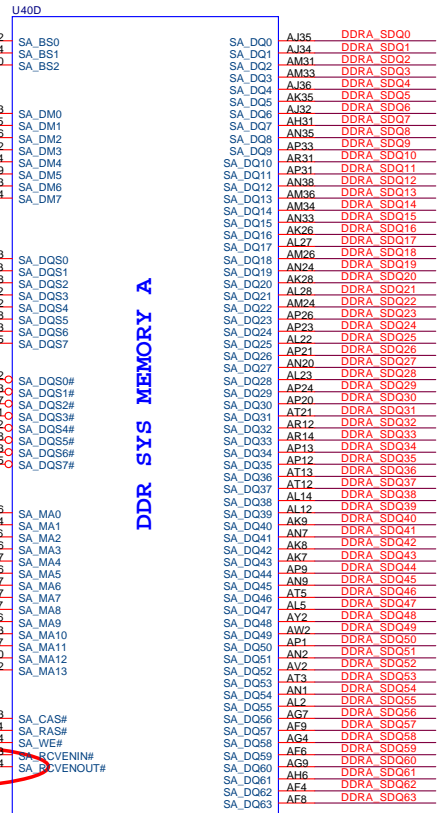 U40D
SA_BS0
SA_BS1
SA_BS2
SA_DM0
SA_DM1
SA_DM2
SA_DM3
SA_DM4
SA_DM5
SA_DM6
SA_DM7
SA_DQS0
SA_DQS1
SA_DQS2
SA_DQS3
SA_DQS4
SA_DQS5
SA_DQS6
SA_DQS7
SA_DQS0#
SA_DQS1#
SA_DQS2#
SA_DQS3#
SA_DQS4#
SA_DQS5#
SA_DQS6#
SA_DQS7#
SA_MA0
SA_MA1
SA_MA2
SA_MA3
SA_MA4
SA_MA5
SA_MA6
SA_MA7
SA_MA8
SA_MA9
SA_MA10
SA_MA11
SA_MA12
SA_MA13
SA_CAS#
SA_RAS#
SA_WE#
SA_RCVENIN#
SA_RCVENOUT#
DDR SYS MEMORY A
SA_DQ0 AJ35 DDRA_SDQ0
SA_DQ1 AJ34 DDRA_SDQ1
SA_DQ2 AM31 DDRA_SDQ2
SA_DQ3 AM33 DDRA_SDQ3
SA_DQ4 AJ36 DDRA_SDQ4
SA_DQ5 AK35 DDRA_SDQ5
SA_DQ6 AJ32 DDRA_SDQ6
SA_DQ7 AH31 DDRA_SDQ7
SA_DQ8 AN35 DDRA_SDQ8
SA_DQ9 AP33 DDRA_SDQ9
SA_DQ10 AR31 DDRA_SDQ10
SA_DQ11 AP31 DDRA_SDQ11
SA_DQ12 AN38 DDRA_SDQ12
SA_DQ13 AM36 DDRA_SDQ13
SA_DQ14 AM34 DDRA_SDQ14
SA_DQ15 AN33 DDRA_SDQ15
SA_DQ16 AK26 DDRA_SDQ16
SA_DQ17 AL27 DDRA_SDQ17
SA_DQ18 AM26 DDRA_SDQ18
SA_DQ19 AN24 DDRA_SDQ19
SA_DQ20 AK28 DDRA_SDQ20
SA_DQ21 AL28 DDRA_SDQ21
SA_DQ22 AM24 DDRA_SDQ22
SA_DQ23 AP26 DDRA_SDQ23
SA_DQ24 AP23 DDRA_SDQ24
SA_DQ25 AL22 DDRA_SDQ25
SA_DQ26 AP21 DDRA_SDQ26
SA_DQ27 AN20 DDRA_SDQ27
SA_DQ28 AL23 DDRA_SDQ28
SA_DQ29 AP24 DDRA_SDQ29
SA_DQ30 AP20 DDRA_SDQ30
SA_DQ31 AT21 DDRA_SDQ31
SA_DQ32 AR12 DDRA_SDQ32
SA_DQ33 AR14 DDRA_SDQ33
SA_DQ34 AP13 DDRA_SDQ34
SA_DQ35 AP12 DDRA_SDQ35
SA_DQ36 AT13 DDRA_SDQ36
SA_DQ37 AT12 DDRA_SDQ37
SA_DQ38 AL14 DDRA_SDQ38
SA_DQ39 AL12 DDRA_SDQ39
SA_DQ40 AK9 DDRA_SDQ40
SA_DQ41 AN7 DDRA_SDQ41
SA_DQ42 AK8 DDRA_SDQ42
SA_DQ43 AK7 DDRA_SDQ43
SA_DQ44 AP9 DDRA_SDQ44
SA_DQ45 AN9 DDRA_SDQ45
SA_DQ46 AT5 DDRA_SDQ46
SA_DQ47 AL5 DDRA_SDQ47
SA_DQ48 AY2 DDRA_SDQ48
SA_DQ49 AW2 DDRA_SDQ49
SA_DQ50 AP1 DDRA_SDQ50
SA_DQ51 AN2 DDRA_SDQ51
SA_DQ52 AV2 DDRA_SDQ52
SA_DQ53 AT3 DDRA_SDQ53
SA_DQ54 AN1 DDRA_SDQ54
SA_DQ55 AL2 DDRA_SDQ55
SA_DQ56 AG7 DDRA_SDQ56
SA_DQ57 AF9 DDRA_SDQ57
SA_DQ58 AG4 DDRA_SDQ58
SA_DQ59 AF6 DDRA_SDQ59
SA_DQ60 AG9 DDRA_SDQ60
SA_DQ61 AH6 DDRA_SDQ61
SA_DQ62 AF4 DDRA_SDQ62
SA_DQ63 AF8 DDRA_SDQ63